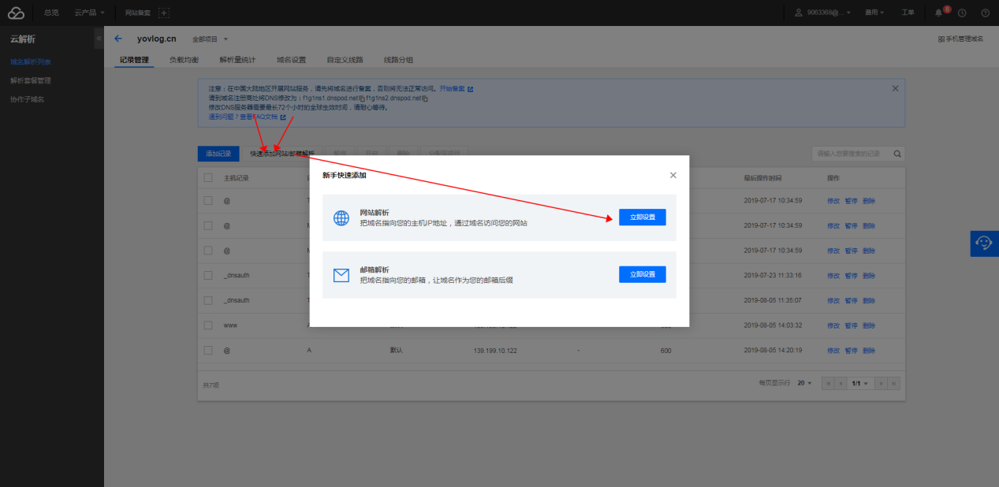 总览 云产品 网站备案 9063368@... 费用 工单 8
云解析
域名解析列表
解析套餐管理
协作子域名
yovlog.cn 全部项目 手机管理域名
记录管理 负载均衡 解析量统计 域名设置 自定义线路 线路分组
注意：在中国大陆地区开展网站服务，请先将域名进行备案，否则将无法正常访问。开始备案
请到域名注册商处将DNS修改为：f1g1ns1.dnspod.net f1g1ns2.dnspod.net
修改DNS服务器需要最长72个小时的全球生效时间，请耐心等待。
遇到问题？查看FAQ文档
添加记录 快速添加网站/邮箱解析 暂停 开启 删除 分配至项目 请输入您要搜索的记录
新手快速添加
网站解析
把域名指向您的主机IP地址，通过域名访问您的网站
立即设置
邮箱解析
把域名指向您的邮箱，让域名作为您的邮箱后缀
立即设置
主机记录 最后操作时间 操作
@ 2019-07-17 10:34:59 修改 暂停 删除
@ 2019-07-17 10:34:59 修改 暂停 删除
@ 2019-07-17 10:34:59 修改 暂停 删除
_dnsauth 2019-07-23 11:33:16 修改 暂停 删除
_dnsauth 2019-08-05 11:35:07 修改 暂停 删除
www 2019-08-05 14:03:32 修改 暂停 删除
@ A 默认 139.199.10.122 - 600 2019-08-05 14:20:19 修改 暂停 删除
共7项 每页显示行 20 1/1